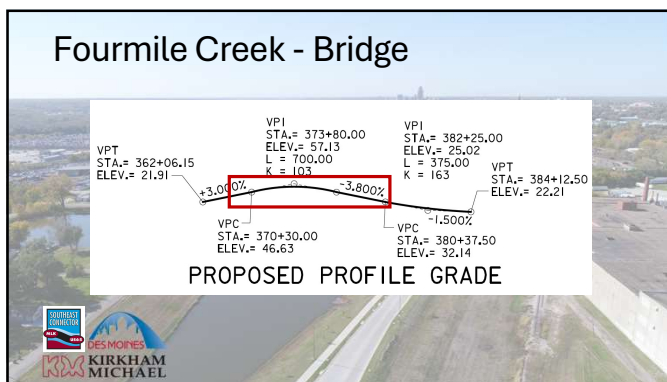 Fourmile Creek - Bridge
VPT
STA.= 362+06.15
ELEV.= 21.91
+3.000%
VPC
STA.= 370+30.00
ELEV.= 46.63
VPI
STA.= 373+80.00
ELEV.= 57.13
L = 700.00
K = 103
-3.800%
VPC
STA.= 380+37.50
ELEV.= 32.14
VPI
STA.= 382+25.00
ELEV.= 25.02
L = 375.00
K = 163
-1.500%
VPT
STA.= 384+12.50
ELEV.= 22.21
PROPOSED PROFILE GRADE
SOUTHEAST
CONNECTOR
MLK
DES MOINES
KIRKHAM
MICHAEL